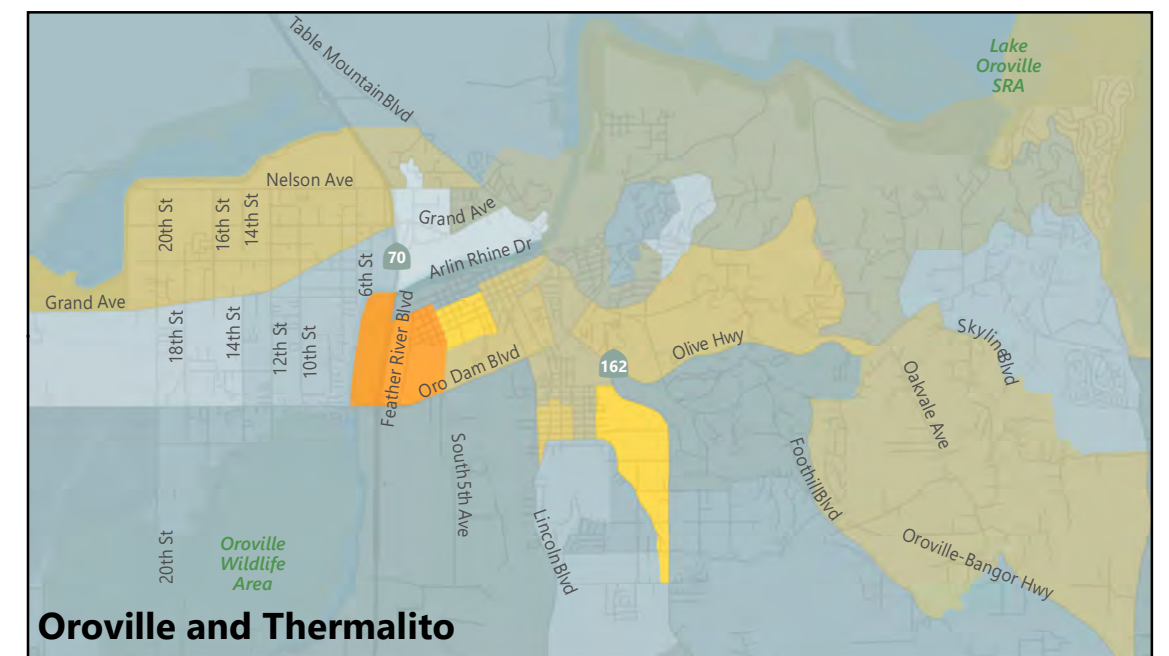 Table Mountain Blvd
Lake
Oroville
SRA
Nelson Ave
20th St
16th St
14th St
Grand Ave
70
Arlin Rhine Dr
6th St
Grand Ave
18th St
14th St
12th St
10th St
Feather River Blvd
Oro Dam Blvd
162
Olive Hwy
Skyline Blvd
Oakvale Ave
South 5th Ave
Foothill Blvd
Lincoln Blvd
20th St
Oroville
Wildlife
Area
Oroville-Bangor Hwy
Oroville and Thermalito